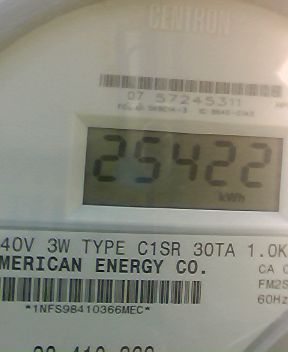 CENTRON
07 57245311
25422
kWh
40V 3W TYPE C1SR 30TA 1.0K
MERICAN ENERGY CO.
CA 0
FM2S
60Hz
*1NFS98410366MEC*